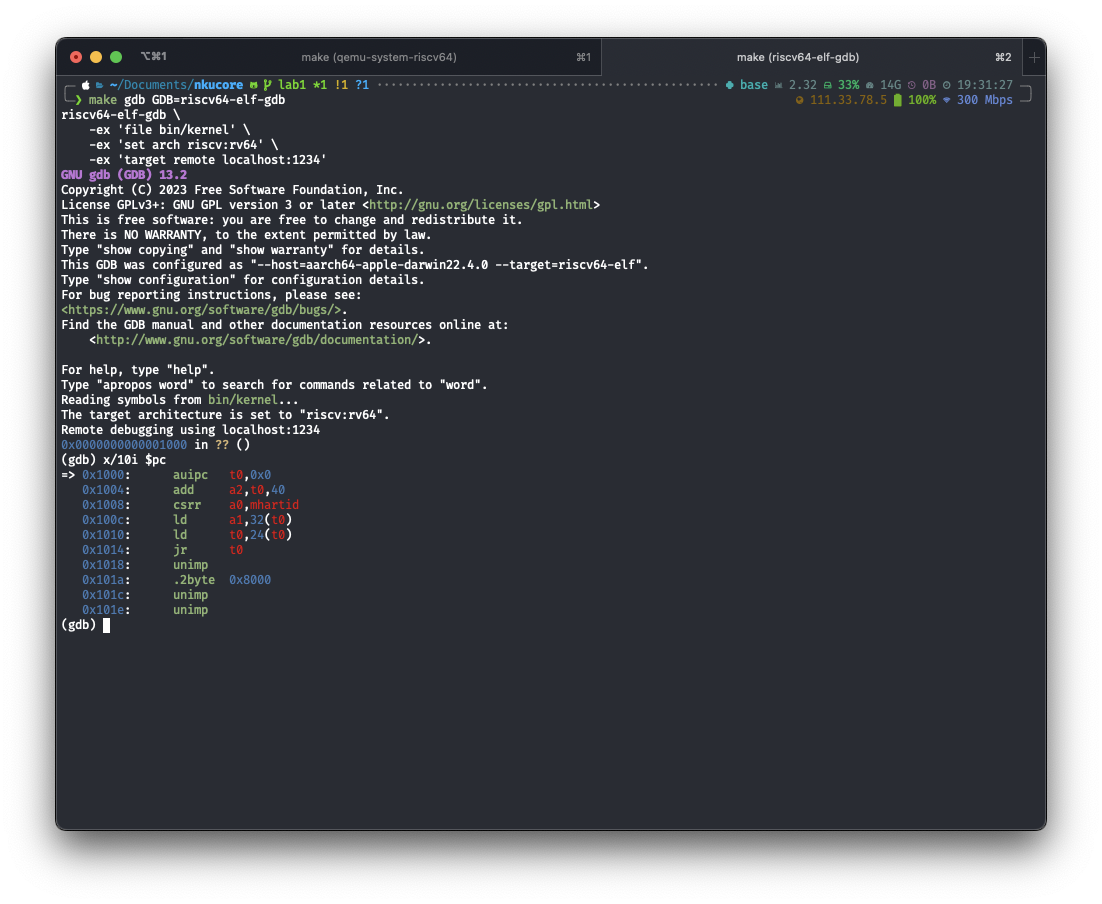 ⌥⌘1 make (qemu-system-riscv64) ⌘1 make (riscv64-elf-gdb) ⌘2 +
~/Documents/nkucore lab1 *1 !1 ?1 base 2.32 33% 14G 0B 19:31:27
❯ make gdb GDB=riscv64-elf-gdb 111.33.78.5 100% 300 Mbps
riscv64-elf-gdb \
    -ex 'file bin/kernel' \
    -ex 'set arch riscv:rv64' \
    -ex 'target remote localhost:1234'
GNU gdb (GDB) 13.2
Copyright (C) 2023 Free Software Foundation, Inc.
License GPLv3+: GNU GPL version 3 or later <http://gnu.org/licenses/gpl.html>
This is free software: you are free to change and redistribute it.
There is NO WARRANTY, to the extent permitted by law.
Type "show copying" and "show warranty" for details.
This GDB was configured as "--host=aarch64-apple-darwin22.4.0 --target=riscv64-elf".
Type "show configuration" for configuration details.
For bug reporting instructions, please see:
<https://www.gnu.org/software/gdb/bugs/>.
Find the GDB manual and other documentation resources online at:
    <http://www.gnu.org/software/gdb/documentation/>.
For help, type "help".
Type "apropos word" to search for commands related to "word".
Reading symbols from bin/kernel...
The target architecture is set to "riscv:rv64".
Remote debugging using localhost:1234
0x0000000000001000 in ?? ()
(gdb) x/10i $pc
=> 0x1000:      auipc   t0,0x0
   0x1004:      add     a2,t0,40
   0x1008:      csrr    a0,mhartid
   0x100c:      ld      a1,32(t0)
   0x1010:      ld      t0,24(t0)
   0x1014:      jr      t0
   0x1018:      unimp
   0x101a:      .2byte  0x8000
   0x101c:      unimp
   0x101e:      unimp
(gdb)